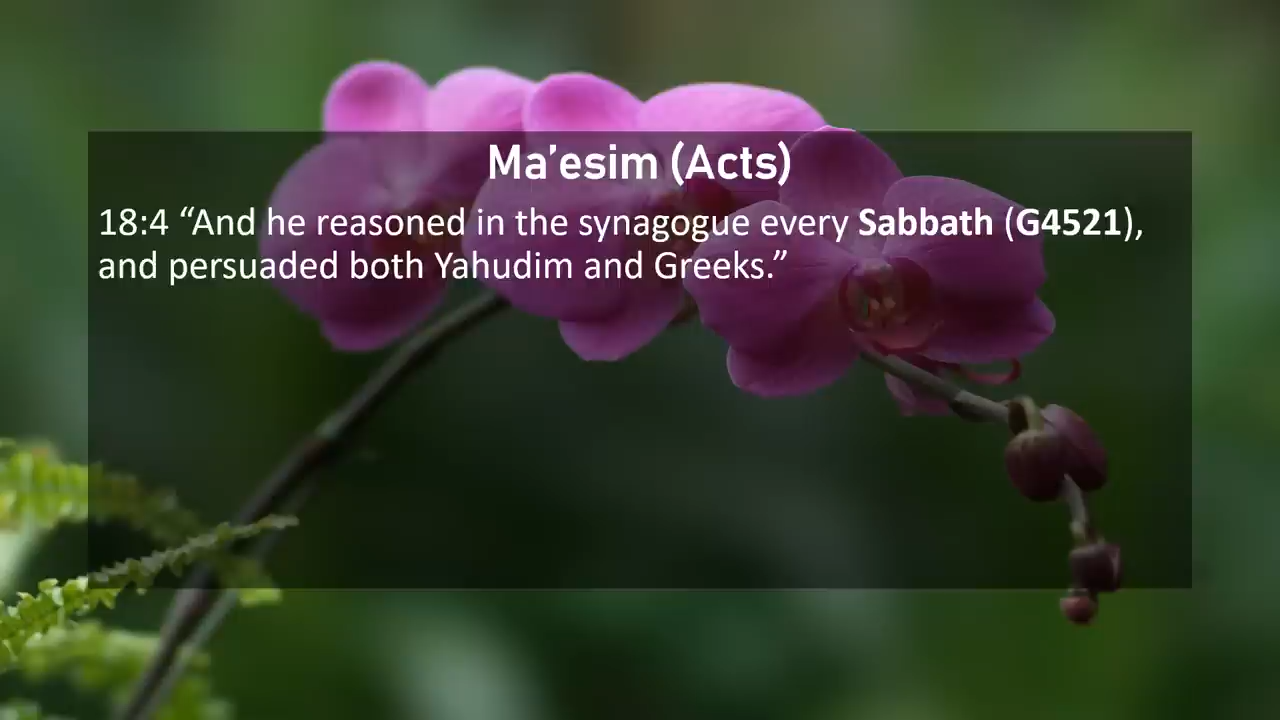 Ma’esim (Acts)
18:4 “And he reasoned in the synagogue every Sabbath (G4521),
and persuaded both Yahudim and Greeks.”